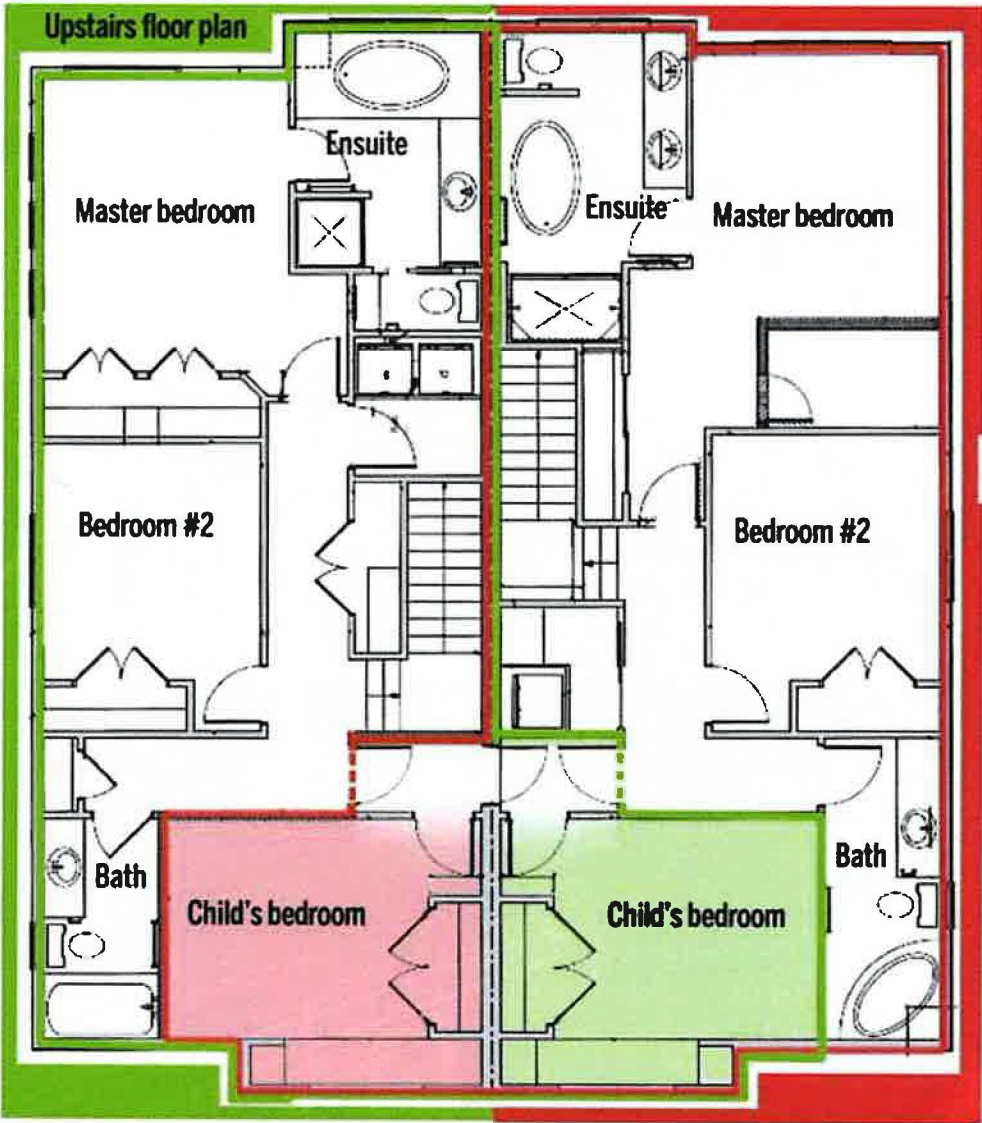 Upstairs floor plan
Ensuite
Master bedroom
Ensuite
Master bedroom
Bedroom #2
Bedroom #2
Bath
Child's bedroom
Child's bedroom
Bath